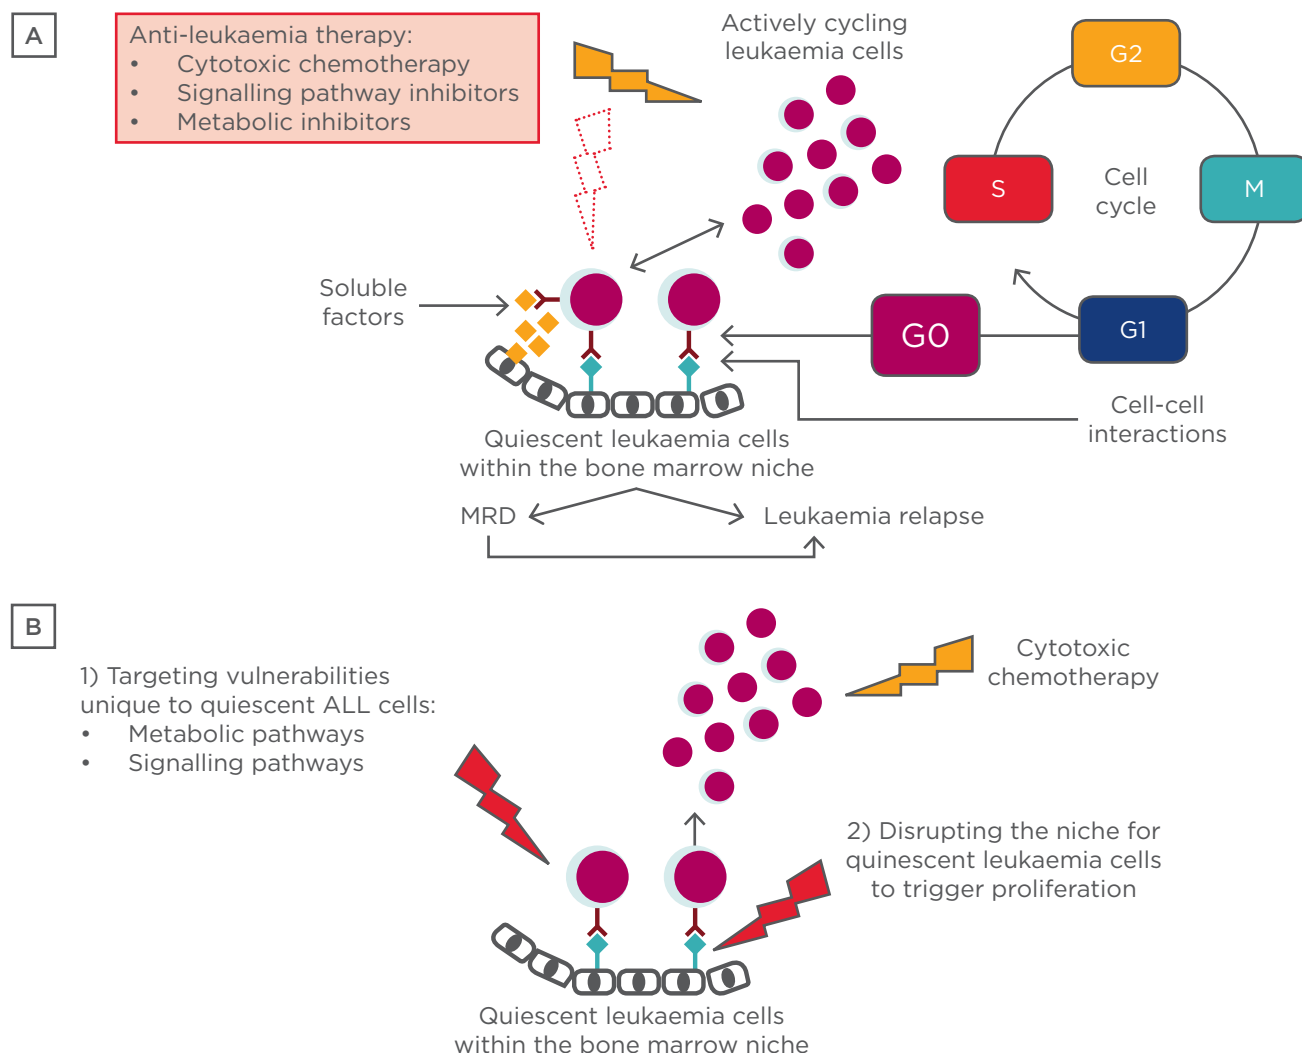 A
Anti-leukaemia therapy:
• Cytotoxic chemotherapy
• Signalling pathway inhibitors
• Metabolic inhibitors
Actively cycling
leukaemia cells
G2
S
Cell
cycle
M
Soluble
factors
G0
G1
Cell-cell
interactions
Quiescent leukaemia cells
within the bone marrow niche
MRD
Leukaemia relapse
B
1) Targeting vulnerabilities
unique to quiescent ALL cells:
• Metabolic pathways
• Signalling pathways
Cytotoxic
chemotherapy
2) Disrupting the niche for
quinescent leukaemia cells
to trigger proliferation
Quiescent leukaemia cells
within the bone marrow niche